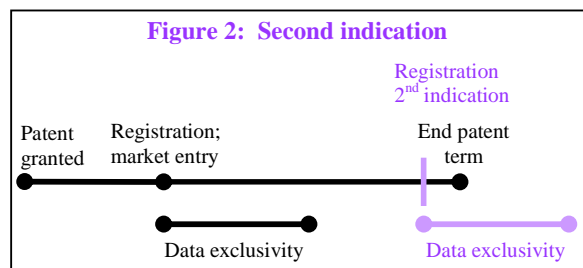 Figure 2: Second indication
Registration
2nd indication
Patent
granted
Registration;
market entry
End patent
term
Data exclusivity
Data exclusivity